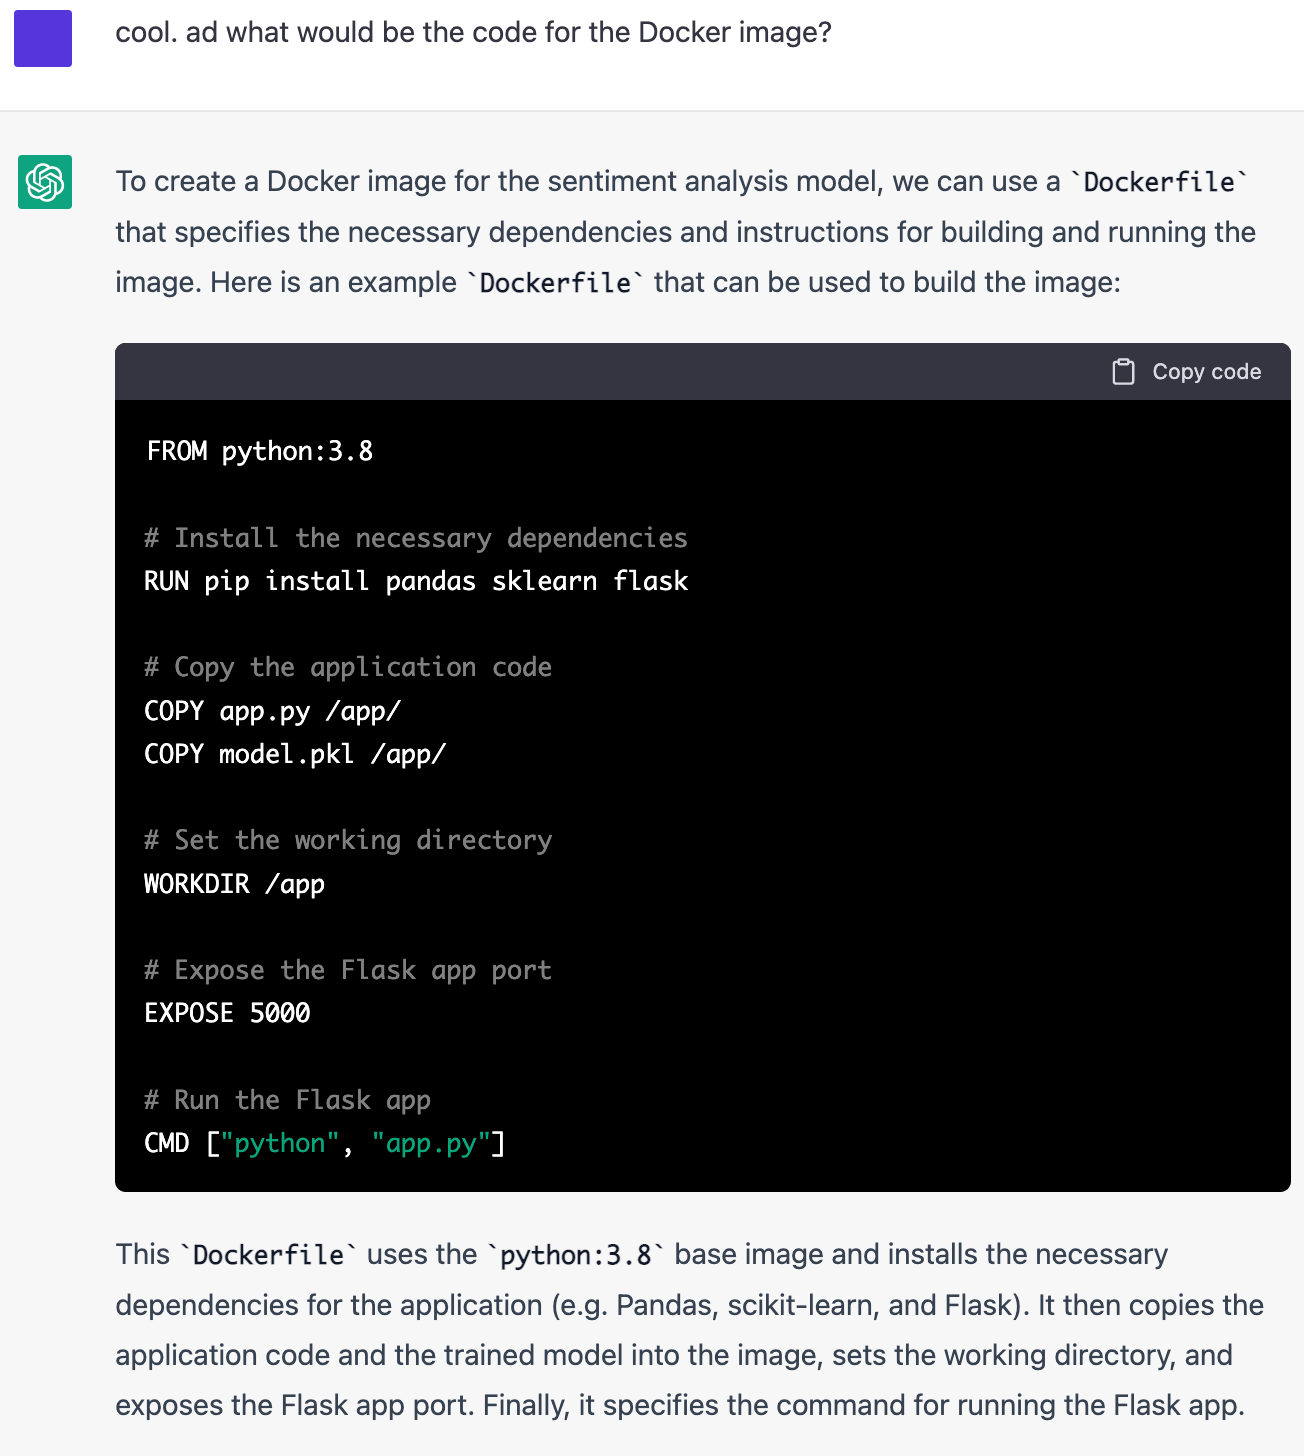 cool. ad what would be the code for the Docker image?
To create a Docker image for the sentiment analysis model, we can use a `Dockerfile`
that specifies the necessary dependencies and instructions for building and running the
image. Here is an example `Dockerfile` that can be used to build the image:
Copy code
FROM python:3.8
# Install the necessary dependencies
RUN pip install pandas sklearn flask
# Copy the application code
COPY app.py /app/
COPY model.pkl /app/
# Set the working directory
WORKDIR /app
# Expose the Flask app port
EXPOSE 5000
# Run the Flask app
CMD ["python", "app.py"]
This `Dockerfile` uses the `python:3.8` base image and installs the necessary
dependencies for the application (e.g. Pandas, scikit-learn, and Flask). It then copies the
application code and the trained model into the image, sets the working directory, and
exposes the Flask app port. Finally, it specifies the command for running the Flask app.